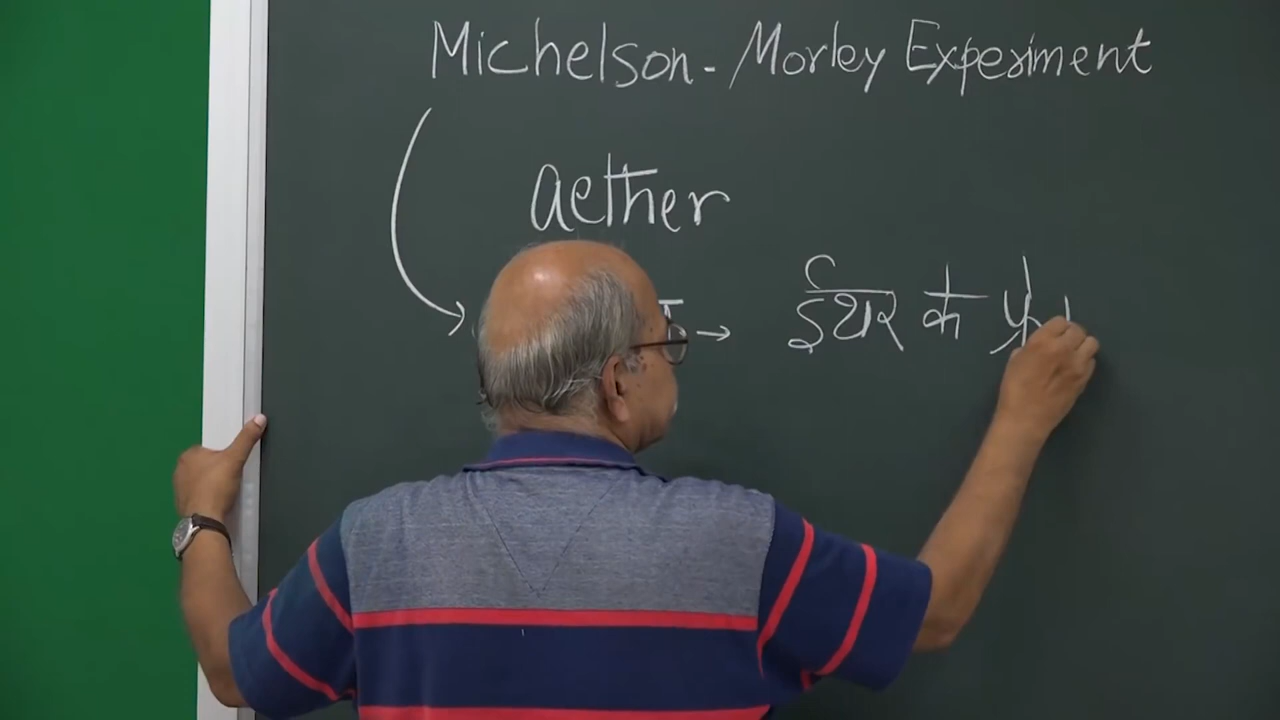 Michelson-Morley Experiment
aether
→ ईथर के